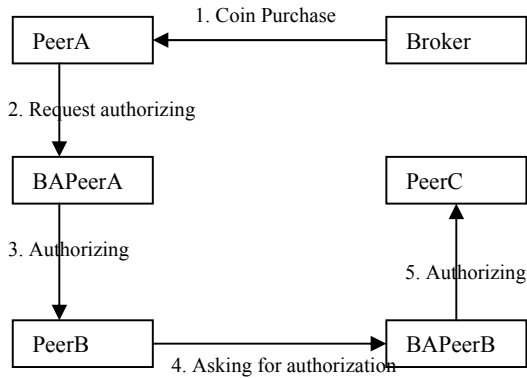 1. Coin Purchase
PeerA
Broker
2. Request authorizing
BAPeerA
PeerC
3. Authorizing
5. Authorizing
PeerB
BAPeerB
4. Asking for authorization